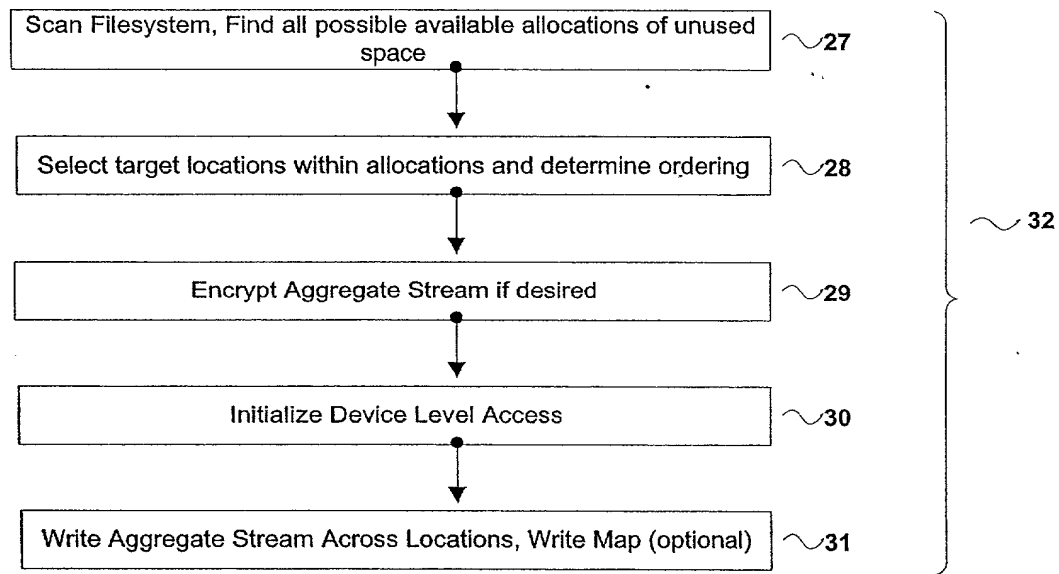 Scan Filesystem, Find all possible available allocations of unused
space
27
Select target locations within allocations and determine ordering
28
32
Encrypt Aggregate Stream if desired
29
Initialize Device Level Access
30
Write Aggregate Stream Across Locations, Write Map (optional)
31